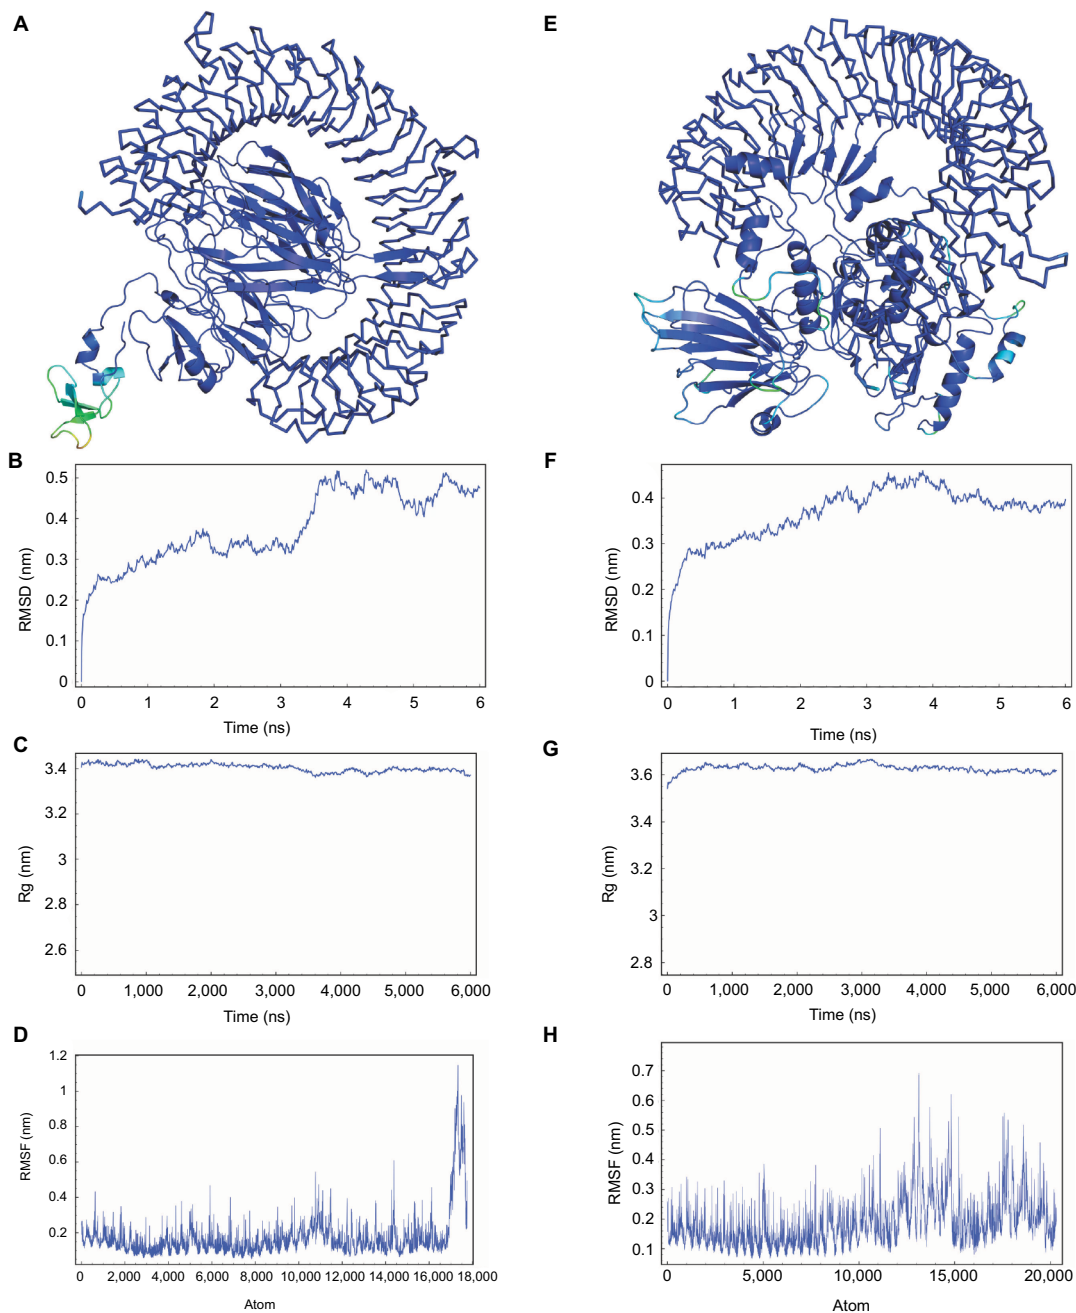 A
E
B
0.5
0.4
0.3
0.2
0.1
0
RMSD (nm)
0 1 2 3 4 5 6
Time (ns)
F
0.4
0.3
0.2
0.1
0
RMSD (nm)
0 1 2 3 4 5 6
Time (ns)
C
3.4
3.2
3
2.8
2.6
Rg (nm)
0 1,000 2,000 3,000 4,000 5,000 6,000
Time (ns)
G
3.6
3.4
3.2
3
2.8
Rg (nm)
0 1,000 2,000 3,000 4,000 5,000 6,000
Time (ns)
D
1.2
1
0.8
0.6
0.4
0.2
RMSF (nm)
0 2,000 4,000 6,000 8,000 10,000 12,000 14,000 16,000 18,000
Atom
H
0.7
0.6
0.5
0.4
0.3
0.2
0.1
RMSF (nm)
0 5,000 10,000 15,000 20,000
Atom